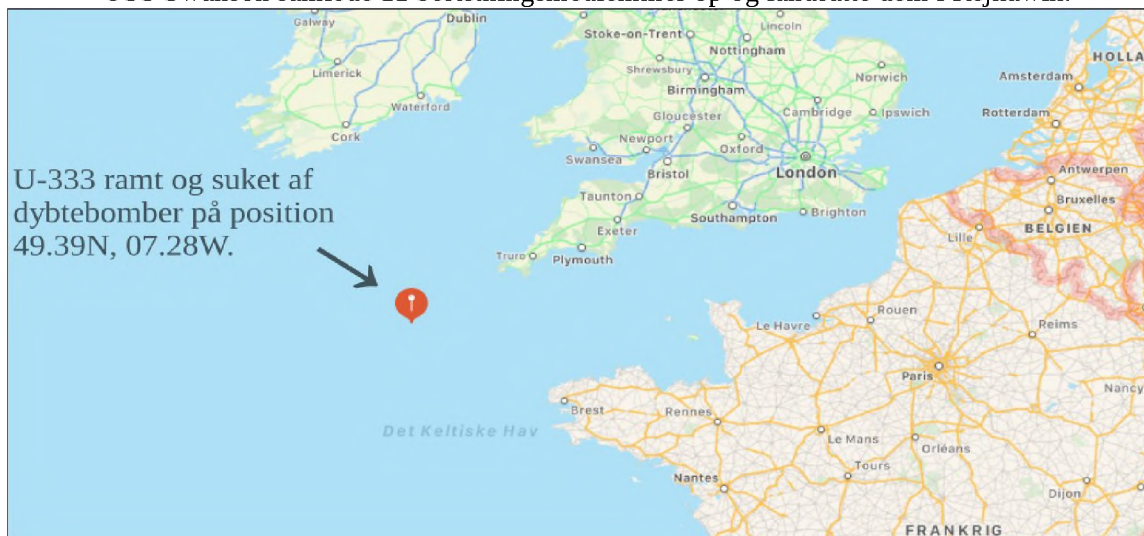 Galway
Dublin
Limerick
Waterford
Cork
Stoke-on-Trent
Lincoln
Nottingham
Shrewsbury
Norwich
Birmingham
Cambridge
Ipswich
Gloucester
Newport
Oxford
Swansea
Bristol
London
Taunton
Southampton
Brighton
Exeter
Truro
Plymouth
HOLLA
Amsterdam
Rotterdam
Antwerpen
Bruxelles
BELGIEN
Lille
U-333 ramt og suket af
dybtebomber på position
49.39N, 07.28W.
Le Havre
Rouen
Reims
Paris
Nancy
Brest
Rennes
Det Keltiske Hav
Le Mans
Orléans
Tours
Nantes
Dijon
FRANKRIG